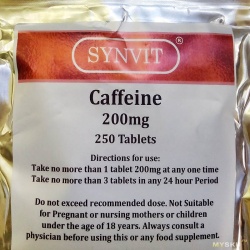 SYNVIT®
Caffeine
200mg
250 Tablets
Directions for use:
Take no more than 1 tablet 200mg at any one time
Take no more than 3 tablets in any 24 hour Period
Do not exceed recommended dose. Not Suitable
for Pregnant or nursing mothers or children
under the age of 18 years. Always consult a
physician before using this or any food supplement.